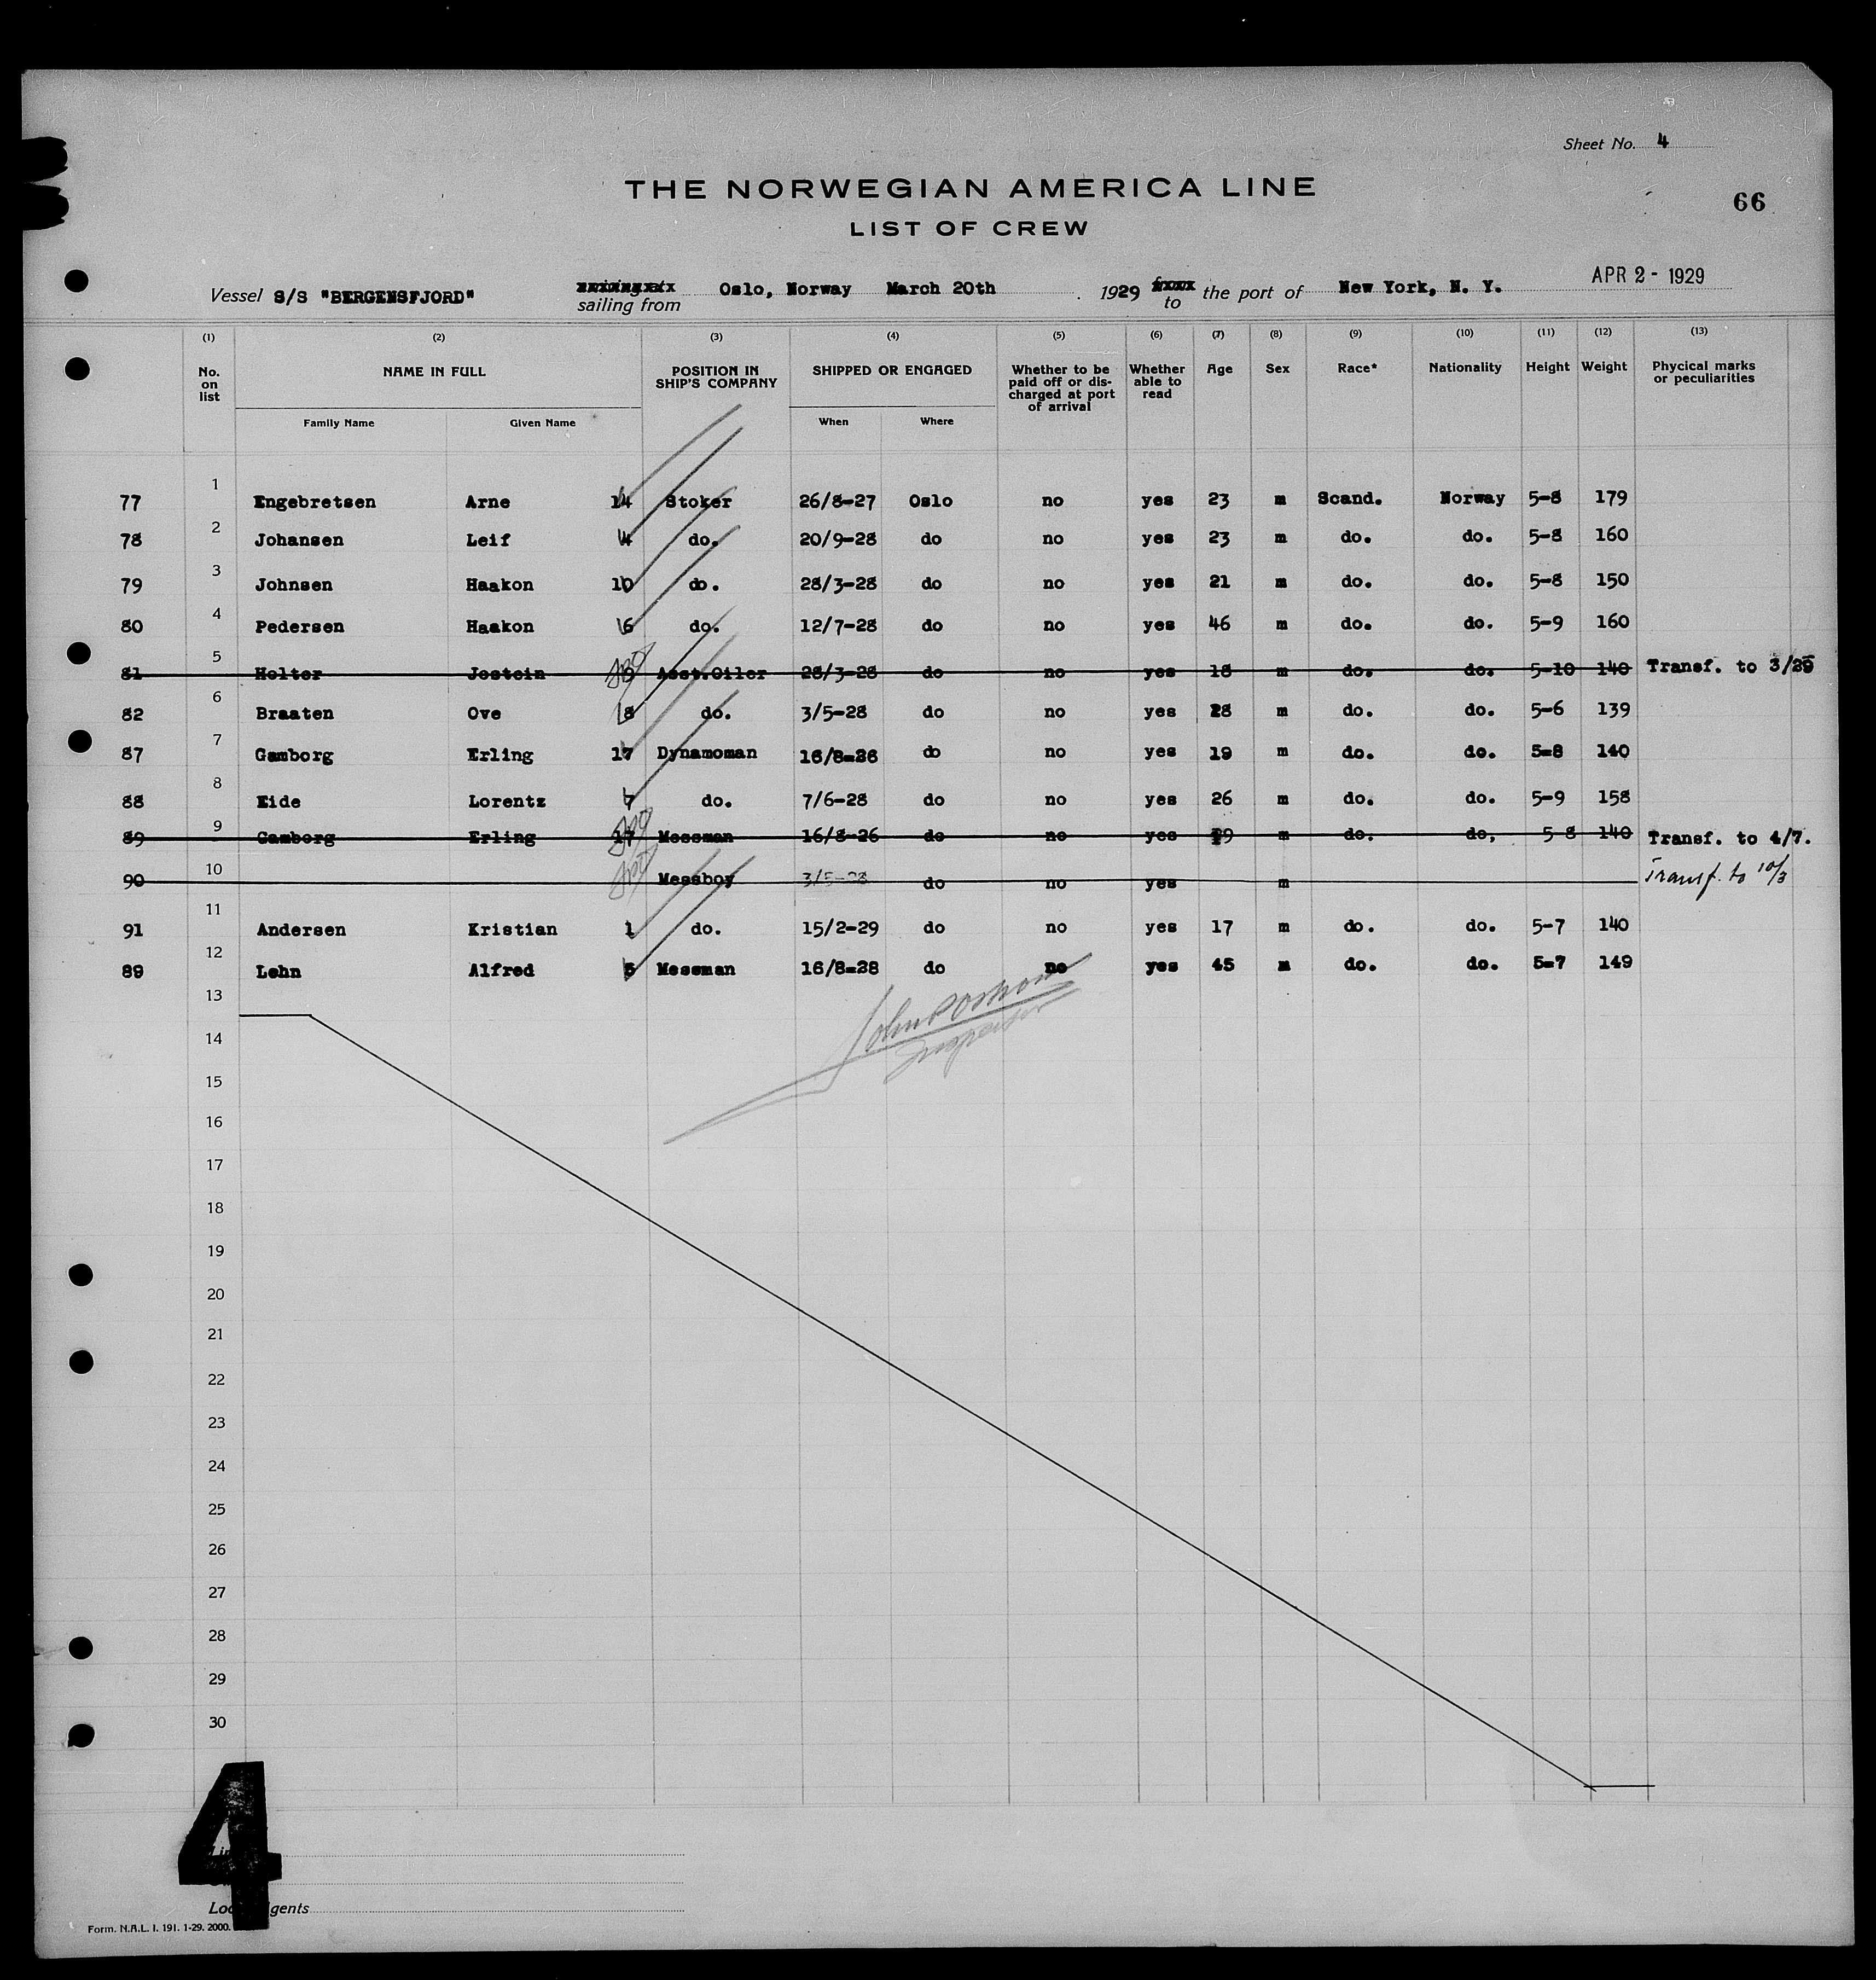 Sheet No. 4
THE NORWEGIAN AMERICA LINE
66
LIST OF CREW
APR 2 - 1929
Vessel S/S "BERGENSFJORD" sailing from Oslo, Norway March 20th 1929 to the port of New York, N. Y.
(1) (2) (3) (4) (5) (6) (7) (8) (9) (10) (11) (12) (13)
No. on list NAME IN FULL POSITION IN SHIP'S COMPANY SHIPPED OR ENGAGED Whether to be paid off or discharged at port of arrival Whether able to read Age Sex Race* Nationality Height Weight Phycical marks or peculiarities
Family Name Given Name When Where
77 1 Engebretsen Arne 14 Stoker 26/8-27 Oslo no yes 23 m Scand. Norway 5-8 179
78 2 Johansen Leif 4 do. 20/9-28 do no yes 23 m do. do. 5-8 160
79 3 Johnsen Haakon 10 do. 28/3-28 do no yes 21 m do. do. 5-8 150
80 4 Pedersen Haakon 6 do. 12/7-28 do no yes 46 m do. do. 5-9 160
81 5 Holter Jostein Asst.Oiler 28/3-28 do no yes 18 m do. do. 5-10 140 Transf. to 3/29
82 6 Braaten Ove 8 do. 3/5-28 do no yes 28 m do. do. 5-6 139
87 7 Gamborg Erling 17 Dynamoman 16/8=26 do no yes 19 m do. do. 5=8 140
88 8 Eide Lorentz 7 do. 7/6-28 do no yes 26 m do. do. 5-9 158
89 9 Gamborg Erling 17 Messman 16/8-26 do no yes 19 m do. do, 5 8 140 Transf. to 4/7.
90 10 Messboy 3/5-28 do no yes m Transf. to 10/3
91 11 Andersen Kristian 1 do. 15/2-29 do no yes 17 m do. do. 5-7 140
89 12 Lehn Alfred 5 Messman 16/8=28 do no yes 45 m do. do. 5=7 149
13
14
15
16
17
18
19
20
21
22
23
24
25
26
27
28
29
30
4
Form. N.A.L. I. 191. 1-29. 2000.